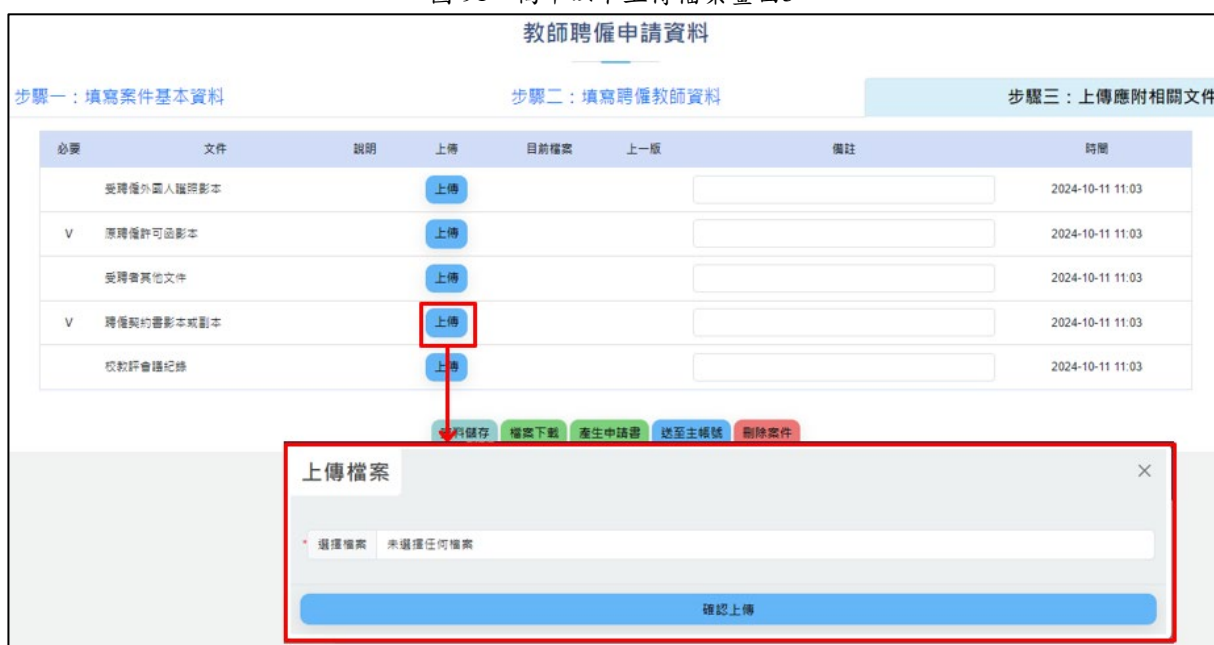 教師聘僱申請資料
步驟一：填寫案件基本資料 步驟二：填寫聘僱教師資料 步驟三：上傳應附相關文件
必要 文件 說明 上傳 目前檔案 上一版 備註 時間
受聘僱外國人護照影本 上傳 2024-10-11 11:03
V 原聘僱許可函影本 上傳 2024-10-11 11:03
受聘者其他文件 上傳 2024-10-11 11:03
V 聘僱契約書影本或副本 上傳 2024-10-11 11:03
校教評會議紀錄 上傳 2024-10-11 11:03
料儲存 檔案下載 產生申請書 送至主帳號 刪除案件
上傳檔案 ×
* 選擇檔案 未選擇任何檔案
確認上傳